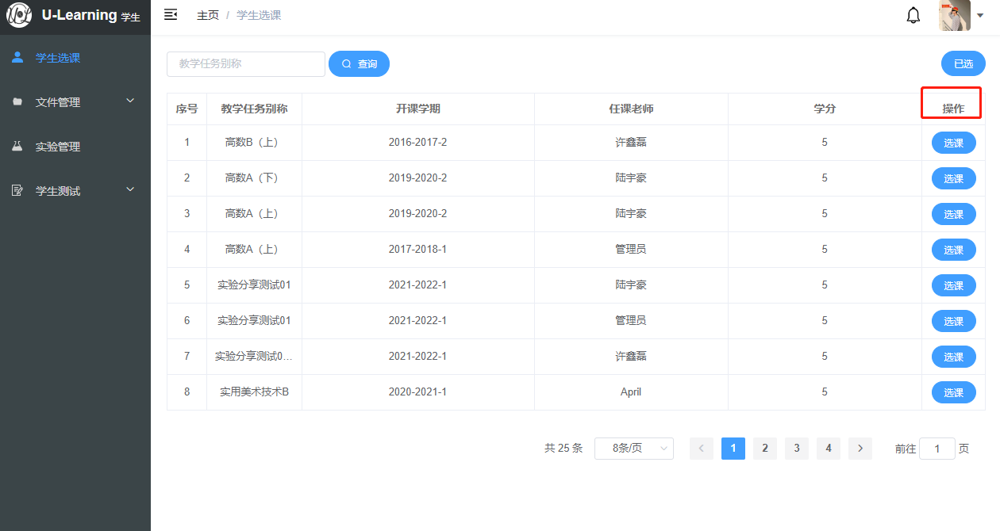 U-Learning 学生
主页 / 学生选课
学生选课
文件管理
实验管理
学生测试
教学任务别称 查询 已选
序号 教学任务别称 开课学期 任课老师 学分 操作
1 高数B（上） 2016-2017-2 许鑫磊 5 选课
2 高数A（下） 2019-2020-2 陆宇豪 5 选课
3 高数A（上） 2019-2020-2 陆宇豪 5 选课
4 高数A（上） 2017-2018-1 管理员 5 选课
5 实验分享测试01 2021-2022-1 陆宇豪 5 选课
6 实验分享测试01 2021-2022-1 管理员 5 选课
7 实验分享测试0... 2021-2022-1 许鑫磊 5 选课
8 实用美术技术B 2020-2021-1 April 5 选课
共 25 条 8条/页 1 2 3 4 前往 1 页